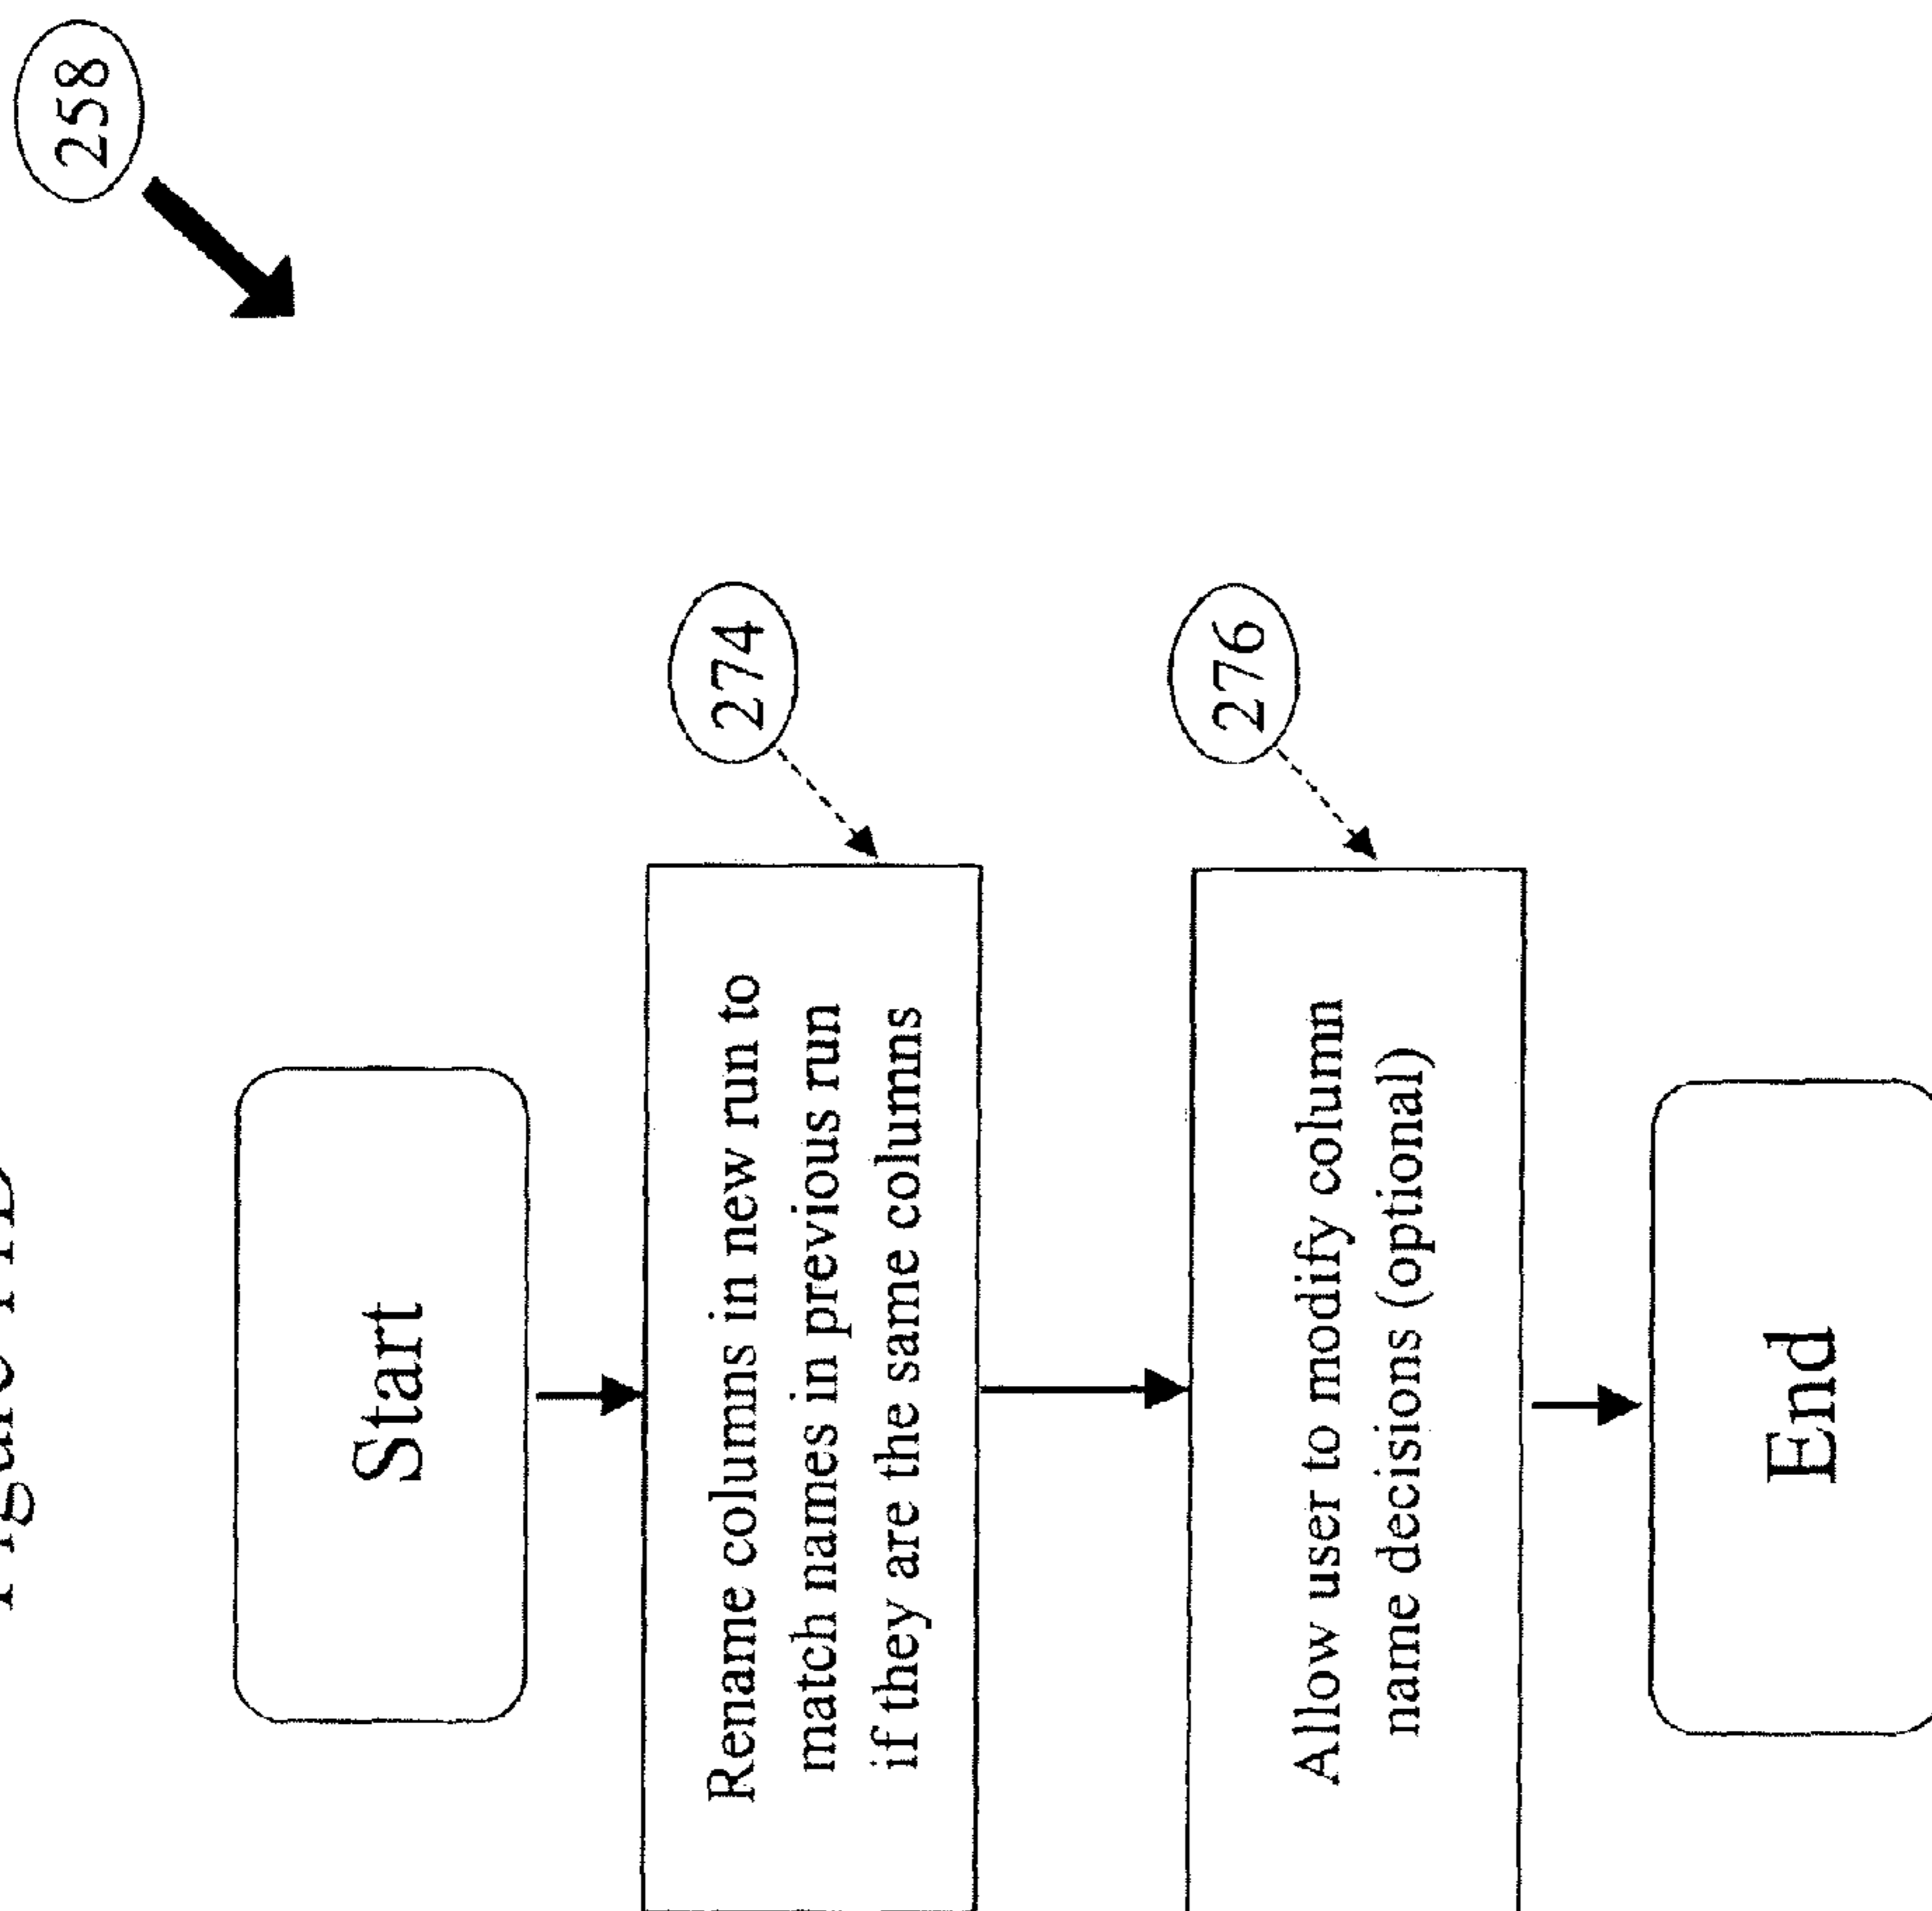 258
Start
274
Rename columns in new run to
match names in previous run
if they are the same columns
276
Allow user to modify column
name decisions (optional)
End